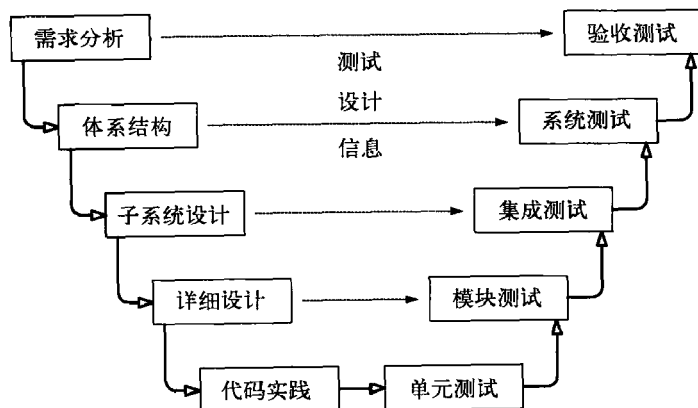 需求分析
验收测试
测试
设计
信息
体系结构
系统测试
子系统设计
集成测试
详细设计
模块测试
代码实践
单元测试